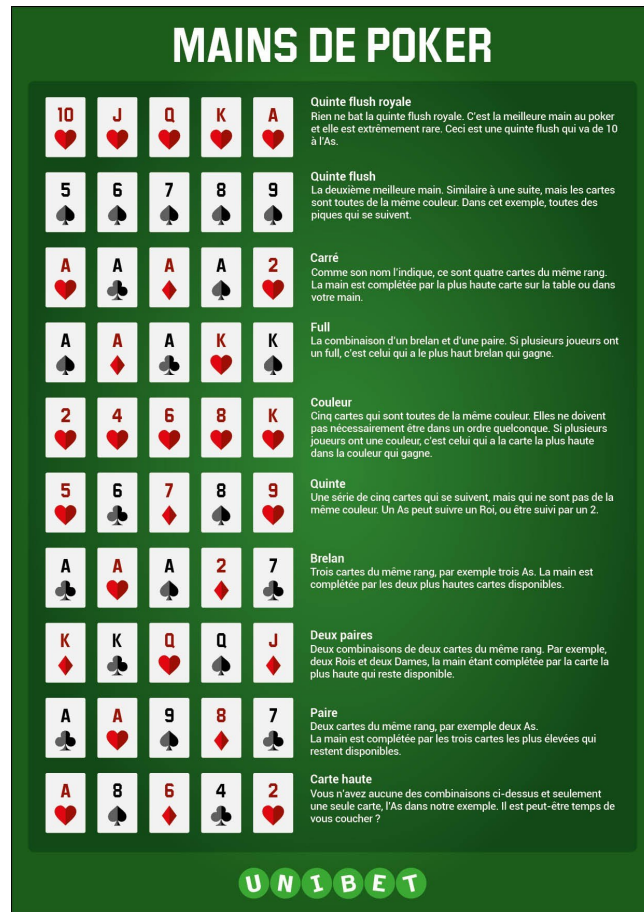 MAINS DE POKER
10 J Q K A
Quinte flush royale
Rien ne bat la quinte flush royale. C'est la meilleure main au poker
et elle est extrêmement rare. Ceci est une quinte flush qui va de 10
à l'As.
5 6 7 8 9
Quinte flush
La deuxième meilleure main. Similaire à une suite, mais les cartes
sont toutes de la même couleur. Dans cet exemple, toutes des
piques qui se suivent.
A A A A 2
Carré
Comme son nom l'indique, ce sont quatre cartes du même rang.
La main est complétée par la plus haute carte sur la table ou dans
votre main.
A A A K K
Full
La combinaison d'un brelan et d'une paire. Si plusieurs joueurs ont
un full, c'est celui qui a le plus haut brelan qui gagne.
2 4 6 8 K
Couleur
Cinq cartes qui sont toutes de la même couleur. Elles ne doivent
pas nécessairement être dans un ordre quelconque. Si plusieurs
joueurs ont une couleur, c'est celui qui a la carte la plus haute
dans la couleur qui gagne.
5 6 7 8 9
Quinte
Une série de cinq cartes qui se suivent, mais qui ne sont pas de la
même couleur. Un As peut suivre un Roi, ou être suivi par un 2.
A A A 2 7
Brelan
Trois cartes du même rang, par exemple trois As. La main est
complétée par les deux plus hautes cartes disponibles.
K K Q Q J
Deux paires
Deux combinaisons de deux cartes du même rang. Par exemple,
deux Rois et deux Dames, la main étant complétée par la carte la
plus haute qui reste disponible.
A A 9 8 7
Paire
Deux cartes du même rang, par exemple deux As.
La main est complétée par les trois cartes les plus élevées qui
restent disponibles.
A 8 6 4 2
Carte haute
Vous n'avez aucune des combinaisons ci-dessus et seulement
une seule carte, l'As dans notre exemple. Il est peut-être temps de
vous coucher ?
UNIBET